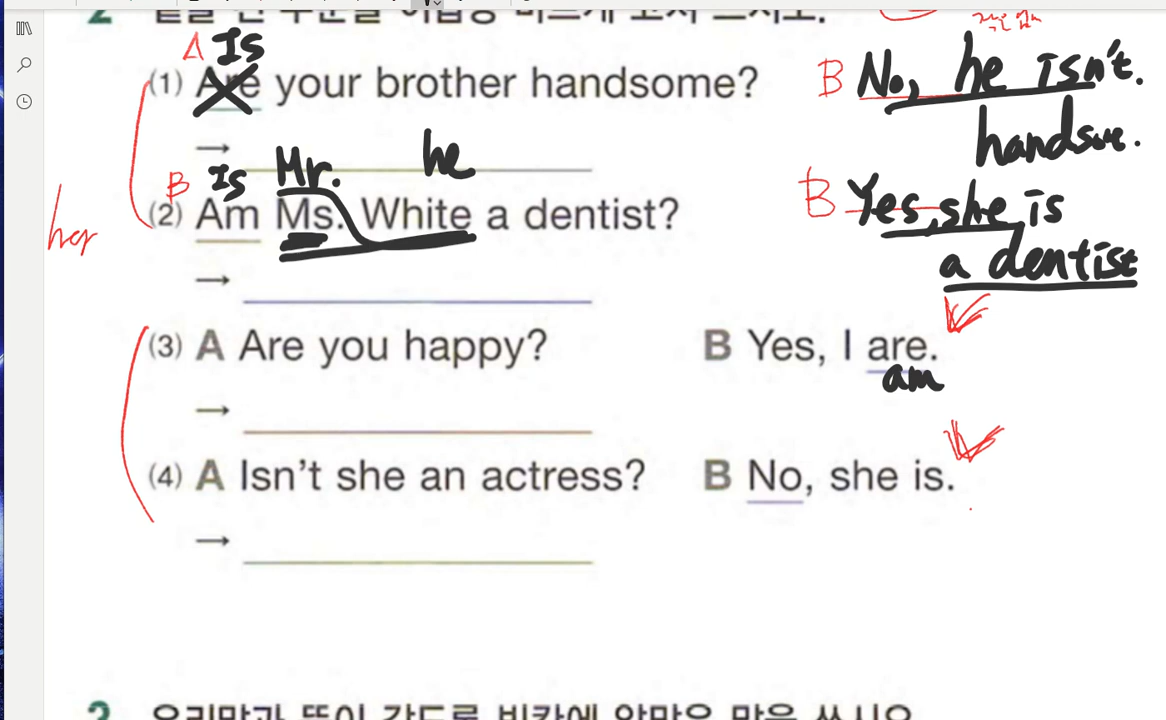 A Is
(1) Are your brother handsome?
B No, he isn't.
→
B Is Mr. he
(2) Am Ms. White a dentist?
B Yes, she is
a dentist
her
→
(3) A Are you happy? B Yes, I are.
am
→
(4) A Isn't she an actress? B No, she is.
→